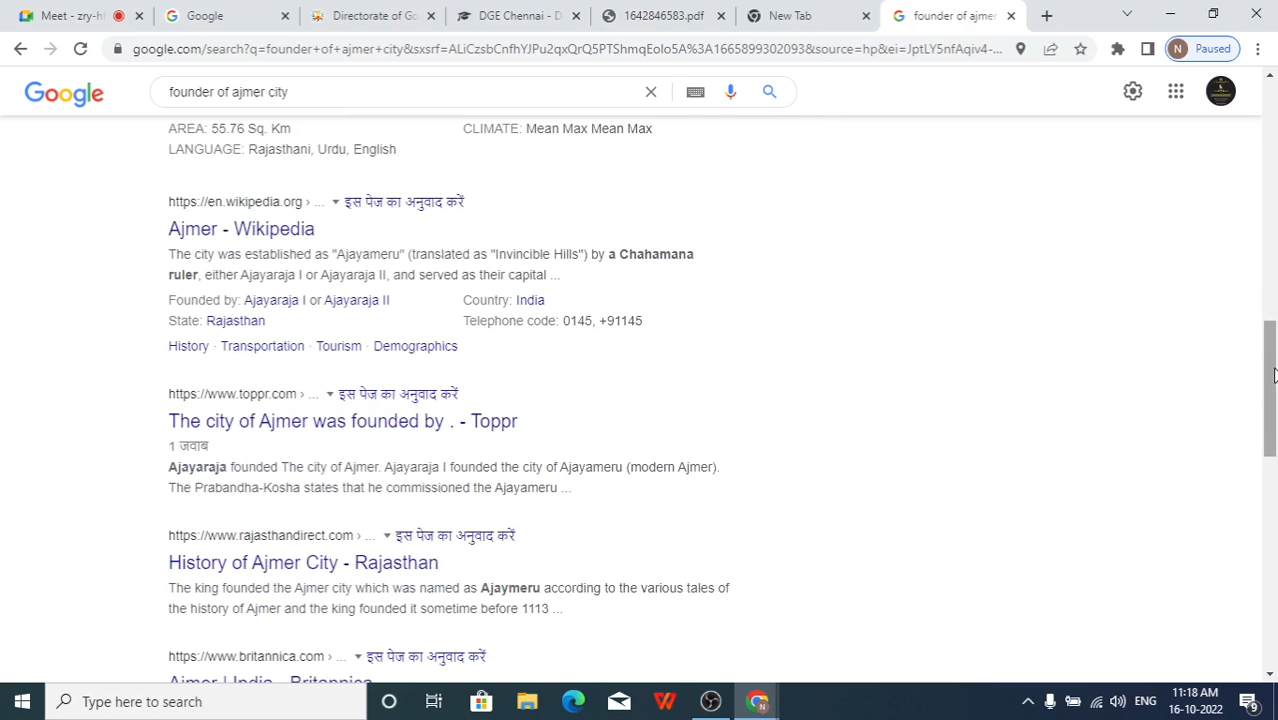 Meet - zry-hf
Google
Directorate of Go
DGE Chennai - D
1642846583.pdf
New Tab
founder of ajmer
google.com/search?q=founder+of+ajmer+city&sxsrf=ALiCzsbCnfhYJPu2qxQrQ5PTShmqEolo5A%3A1665899302093&source=hp&ei=JptLY5nfAqiv4-...
N Paused
Google
founder of ajmer city
AREA: 55.76 Sq. Km
CLIMATE: Mean Max Mean Max
LANGUAGE: Rajasthani, Urdu, English
https://en.wikipedia.org › ... इस पेज का अनुवाद करें
Ajmer - Wikipedia
The city was established as "Ajayameru" (translated as "Invincible Hills") by a Chahamana
ruler, either Ajayaraja I or Ajayaraja II, and served as their capital ...
Founded by: Ajayaraja I or Ajayaraja II
Country: India
State: Rajasthan
Telephone code: 0145, +91145
History · Transportation · Tourism · Demographics
https://www.toppr.com › ... इस पेज का अनुवाद करें
The city of Ajmer was founded by . - Toppr
1 जवाब
Ajayaraja founded The city of Ajmer. Ajayaraja I founded the city of Ajayameru (modern Ajmer).
The Prabandha-Kosha states that he commissioned the Ajayameru ...
https://www.rajasthandirect.com › ... इस पेज का अनुवाद करें
History of Ajmer City - Rajasthan
The king founded the Ajmer city which was named as Ajaymeru according to the various tales of
the history of Ajmer and the king founded it sometime before 1113 ...
https://www.britannica.com › ... इस पेज का अनुवाद करें
Ajmer | India - Britannica
Type here to search
ENG
11:18 AM
16-10-2022
9